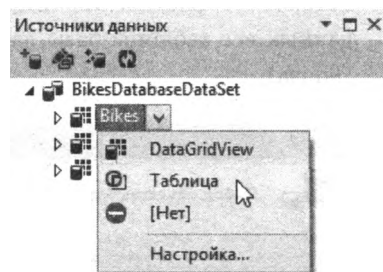 Источники данных
BikesDatabaseDataSet
Bikes
DataGridView
Таблица
[Нет]
Настройка...